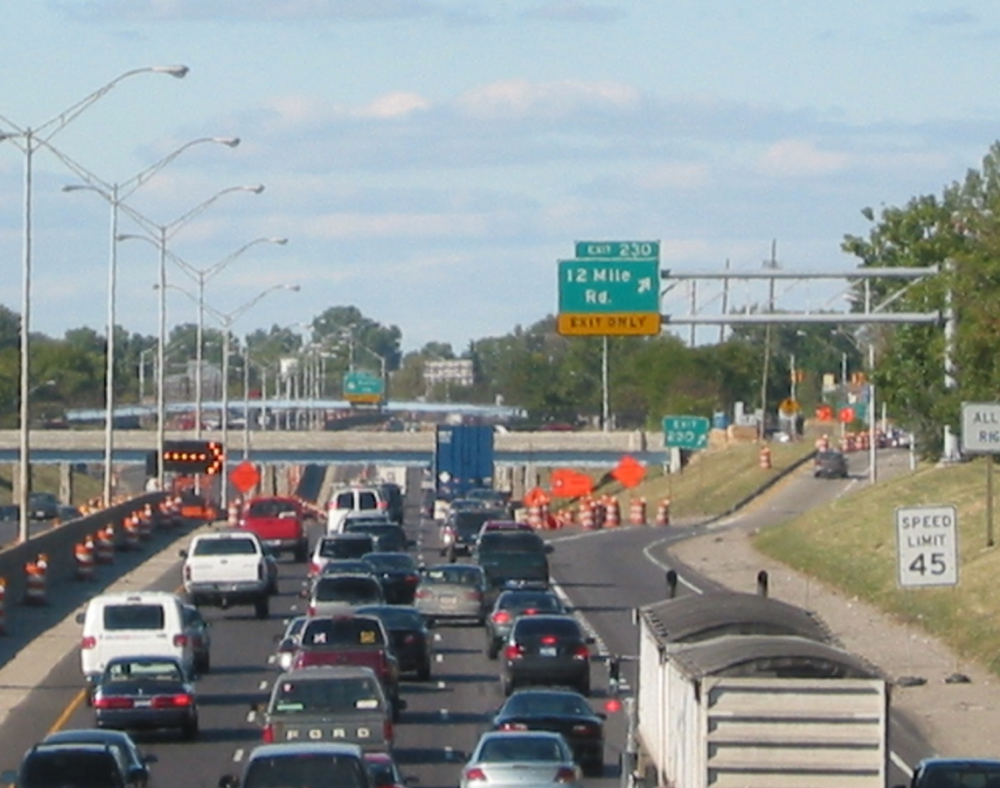 EXIT 230
12 Mile
Rd.
EXIT ONLY
EXIT
230
ALL
SPEED
LIMIT
45
FORD